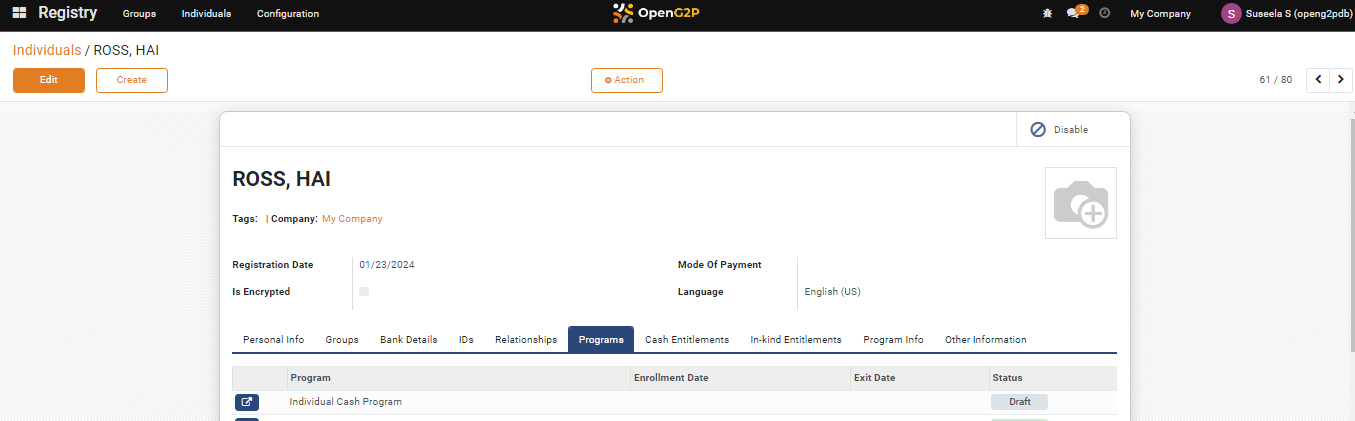 Registry Groups Individuals Configuration OpenG2P 2 My Company S Suseela S (openg2pdb)
Individuals / ROSS, HAI
Edit Create Action 61 / 80
Disable
ROSS, HAI
Tags: | Company: My Company
Registration Date 01/23/2024 Mode Of Payment
Is Encrypted Language English (US)
Personal Info Groups Bank Details IDs Relationships Programs Cash Entitlements In-kind Entitlements Program Info Other Information
Program Enrollment Date Exit Date Status
Individual Cash Program Draft